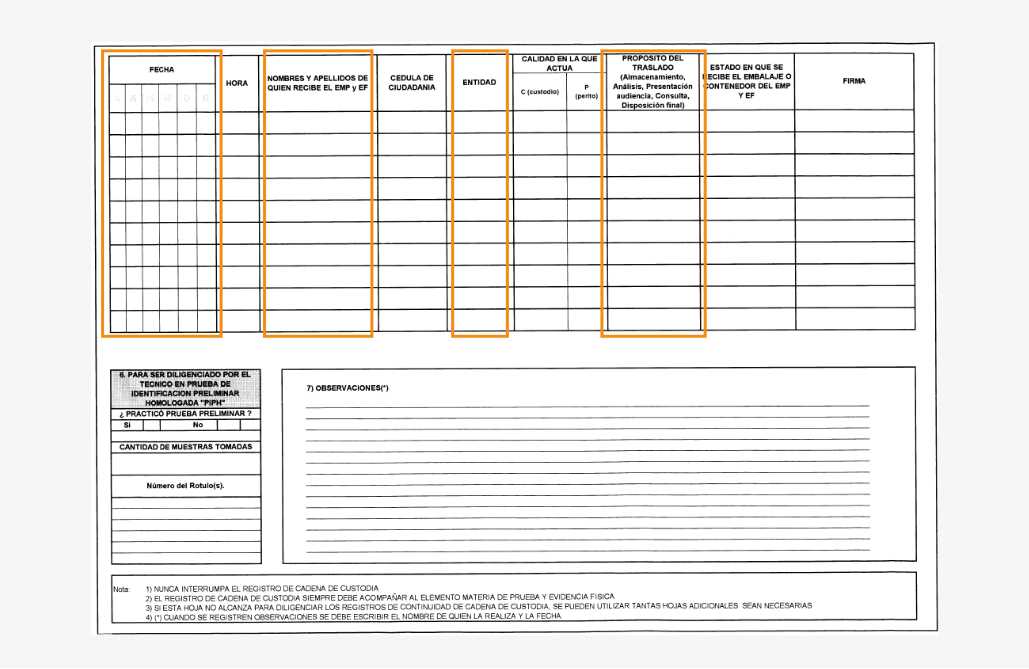 FECHA
HORA
NOMBRES Y APELLIDOS DE
QUIEN RECIBE EL EMP y EF
CEDULA DE
CIUDADANIA
ENTIDAD
CALIDAD EN LA QUE
ACTUA
C (custodio)
P
(perito)
PROPOSITO DEL
TRASLADO
(Almacenamiento,
Análisis, Presentación
audiencia, Consulta,
Disposición final)
ESTADO EN QUE SE
RECIBE EL EMBALAJE O
CONTENEDOR DEL EMP
Y EF
FIRMA
6. PARA SER DILIGENCIADO POR EL
TECNICO EN PRUEBA DE
IDENTIFICACION PRELIMINAR
HOMOLOGADA "PIPH"
¿ PRACTICÓ PRUEBA PRELIMINAR ?
Si No
CANTIDAD DE MUESTRAS TOMADAS
Número del Rotulo(s).
7) OBSERVACIONES(*)
Nota: 1) NUNCA INTERRUMPA EL REGISTRO DE CADENA DE CUSTODIA
2) EL REGISTRO DE CADENA DE CUSTODIA SIEMPRE DEBE ACOMPAÑAR AL ELEMENTO MATERIA DE PRUEBA Y EVIDENCIA FISICA
3) SI ESTA HOJA NO ALCANZA PARA DILIGENCIAR LOS REGISTROS DE CONTINUIDAD DE CADENA DE CUSTODIA, SE PUEDEN UTILIZAR TANTAS HOJAS ADICIONALES SEAN NECESARIAS
4) (*) CUANDO SE REGISTREN OBSERVACIONES SE DEBE ESCRIBIR EL NOMBRE DE QUIEN LA REALIZA Y LA FECHA